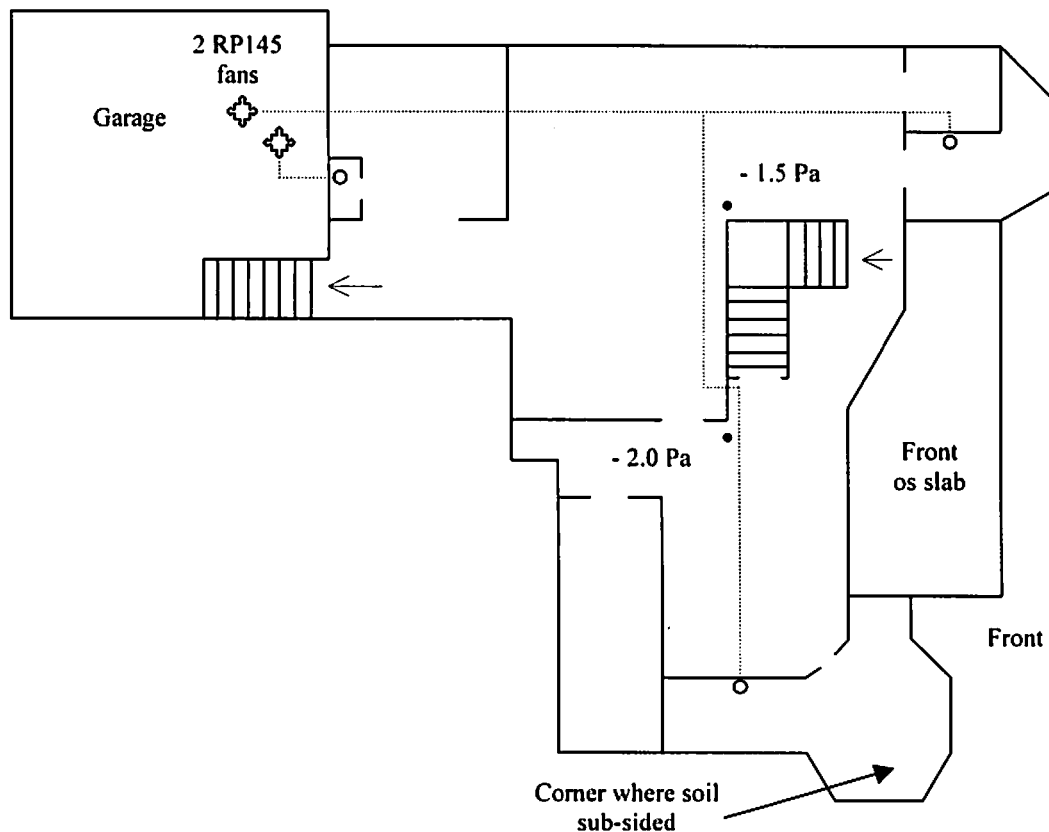 2 RP145
fans
Garage
- 1.5 Pa
- 2.0 Pa
Front
os slab
Front
Corner where soil
sub-sided